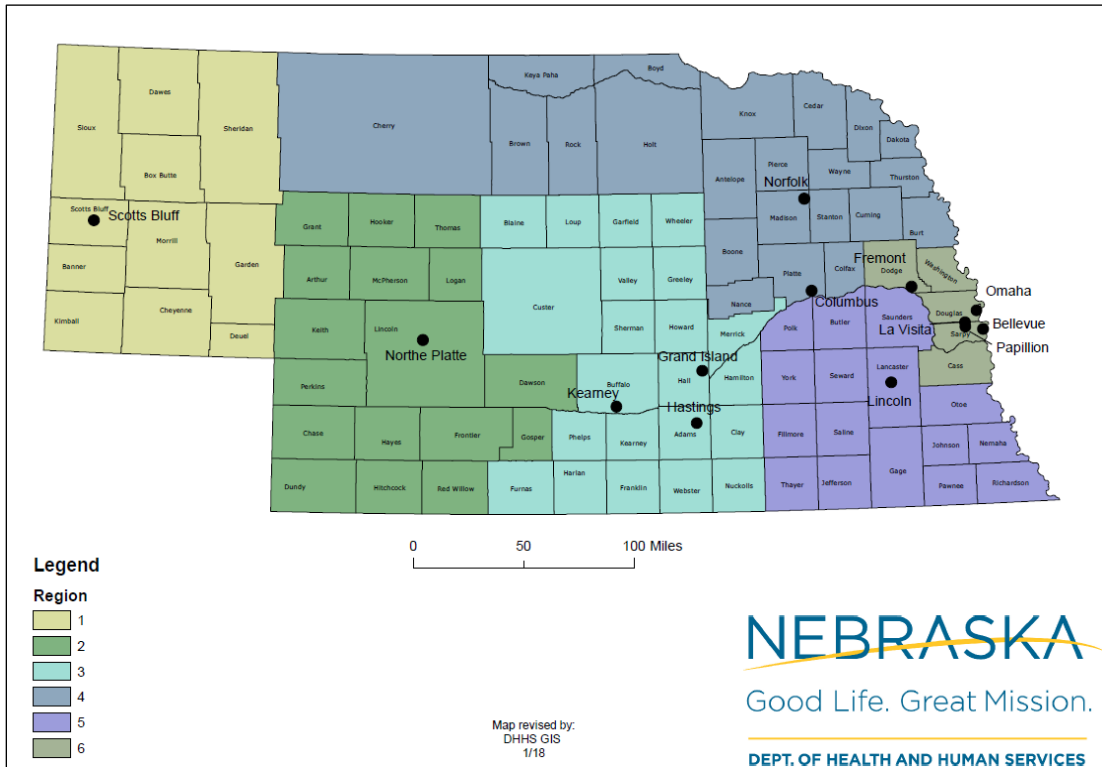 Boyd
Keya Paha
Dawes
Cedar
Knox
Sioux
Sheridan
Cherry
Dixon
Dakota
Brown
Rock
Holt
Pierce
Wayne
Antelope
Thurston
Box Butte
Norfolk
Scotts Bluff
Scotts Bluff
Madison
Stanton
Cuming
Burt
Grant
Hooker
Thomas
Blaine
Loup
Garfield
Wheeler
Morrill
Boone
Fremont
Banner
Garden
Platte
Colfax
Dodge
Washington
Arthur
McPherson
Logan
Valley
Greeley
Omaha
Nance
Columbus
Douglas
Kimball
Cheyenne
Custer
Saunders
Bellevue
Keith
Lincoln
Sherman
Howard
Merrick
Polk
Butler
La Visita
Sarpy
Deuel
Papillion
Northe Platte
Grand Island
Perkins
Dawson
Buffalo
Hall
Hamilton
York
Seward
Lancaster
Cass
Kearney
Lincoln
Hastings
Otoe
Chase
Hayes
Frontier
Gosper
Phelps
Kearney
Adams
Clay
Fillmore
Saline
Johnson
Nemaha
Gage
Dundy
Hitchcock
Red Willow
Furnas
Harlan
Franklin
Webster
Nuckolls
Thayer
Jefferson
Pawnee
Richardson
0 50 100 Miles
Legend
Region
1
2
3
4
5
6
Map revised by:
DHHS GIS
1/18
NEBRASKA
Good Life. Great Mission.
DEPT. OF HEALTH AND HUMAN SERVICES